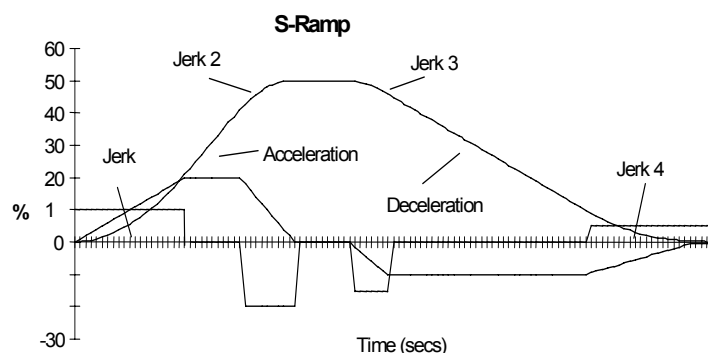 S-Ramp
60
50
40
30
20
1
0
-30
%
Jerk 2
Jerk 3
Jerk
Acceleration
Deceleration
Jerk 4
Time (secs)